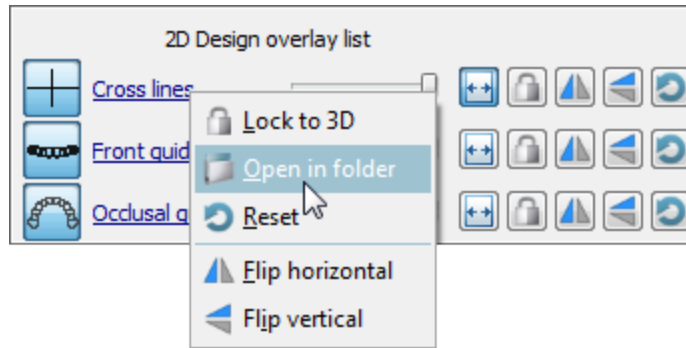 2D Design overlay list
Cross lines
Lock to 3D
Front guid
Open in folder
Occlusal g
Reset
Flip horizontal
Flip vertical